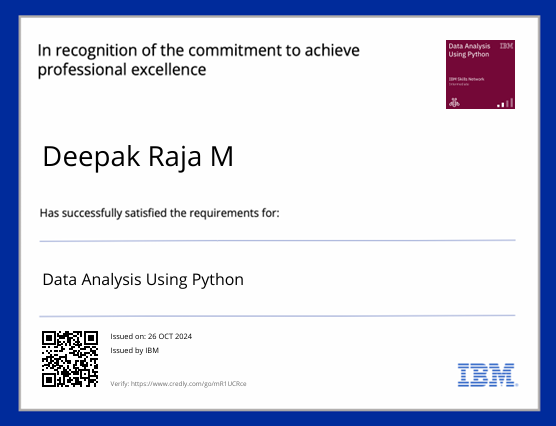 In recognition of the commitment to achieve
professional excellence
Data Analysis
Using Python
IBM
IBM Skills Network
Intermediate
Deepak Raja M
Has successfully satisfied the requirements for:
Data Analysis Using Python
Issued on: 26 OCT 2024
Issued by IBM
Verify: https://www.credly.com/go/mR1UCRce
IBM